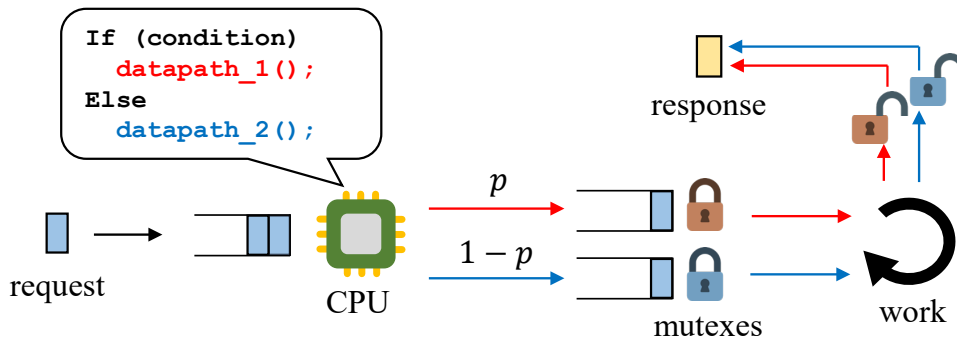 If (condition)
datapath_1();
Else
datapath_2();
response
p
1 − p
request
CPU
mutexes
work